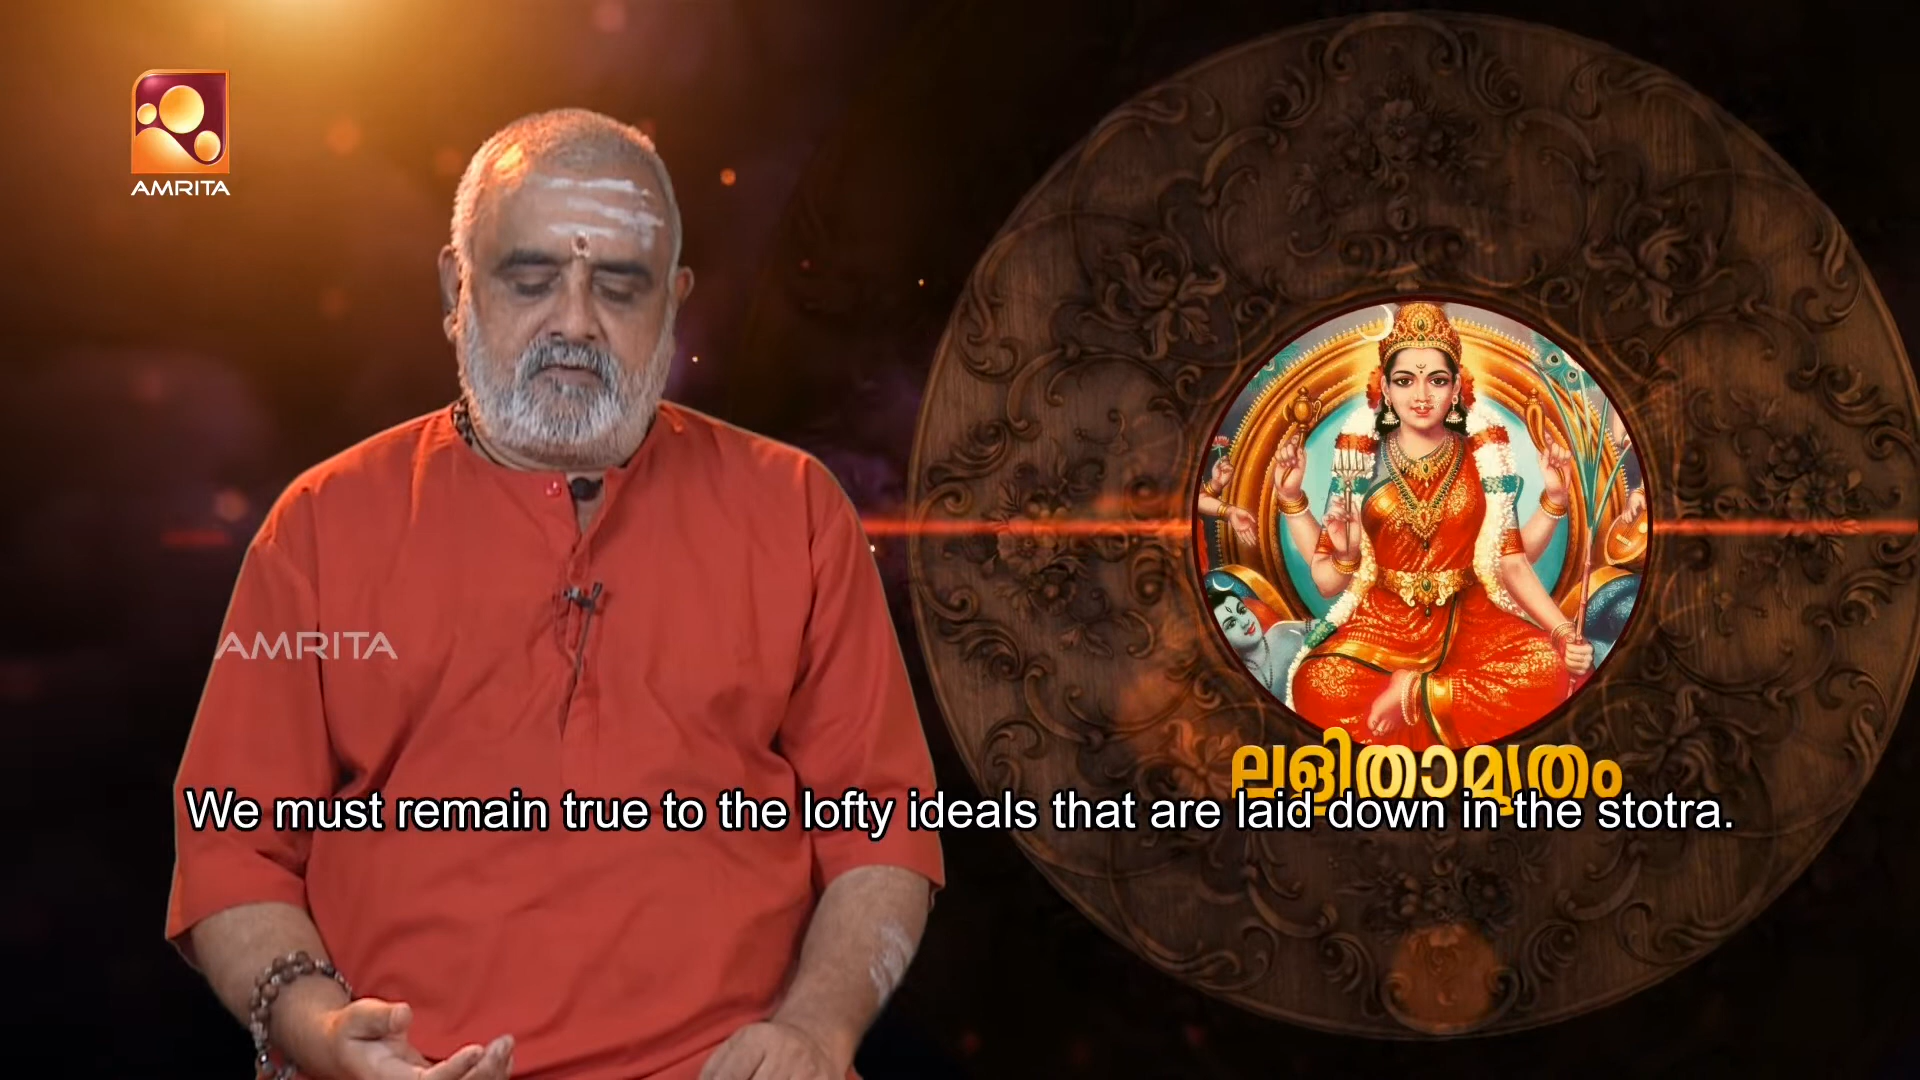 AMRITA
AMRITA
ലളിതാമൃതം
We must remain true to the lofty ideals that are laid down in the stotra.